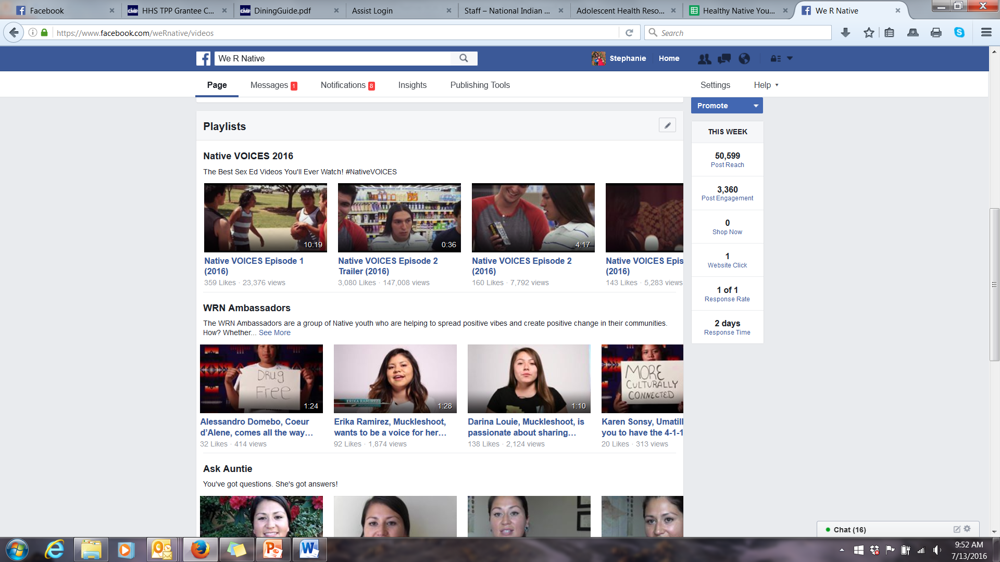 Facebook
HHS TPP Grantee C...
DiningGuide.pdf
Assist Login
Staff – National Indian ...
Adolescent Health Reso...
Healthy Native You...
We R Native
https://www.facebook.com/weRnative/videos
Search
We R Native
Stephanie
Home
Page
Messages 1
Notifications 8
Insights
Publishing Tools
Settings
Help
Promote
THIS WEEK
50,599
Post Reach
3,360
Post Engagement
0
Shop Now
1
Website Click
1 of 1
Response Rate
2 days
Response Time
Playlists
Native VOICES 2016
The Best Sex Ed Videos You'll Ever Watch! #NativeVOICES
10:19
Native VOICES Episode 1
(2016)
359 Likes · 23,376 views
0:36
Native VOICES Episode 2
Trailer (2016)
3,080 Likes · 147,008 views
4:17
Native VOICES Episode 2
(2016)
160 Likes · 7,792 views
Native VOICES Epis
(2016)
143 Likes · 5,283 views
WRN Ambassadors
The WRN Ambassadors are a group of Native youth who are helping to spread positive vibes and create positive change in their communities.
How? Whether... See More
DRUG
FREE
1:24
Alessandro Domebo, Coeur
d’Alene, comes all the way…
32 Likes · 414 views
ERIKA RAMIREZ
1:28
Erika Ramirez, Muckleshoot,
wants to be a voice for her…
92 Likes · 1,874 views
1:10
Darina Louie, Muckleshoot, is
passionate about sharing…
138 Likes · 2,124 views
MORE
CULTURALLY
CONNECTED
Karen Sonsy, Umatill
you to have the 4-1-1
20 Likes · 313 views
Ask Auntie
You've got questions. She's got answers!
Chat (16)
9:52 AM
7/13/2016